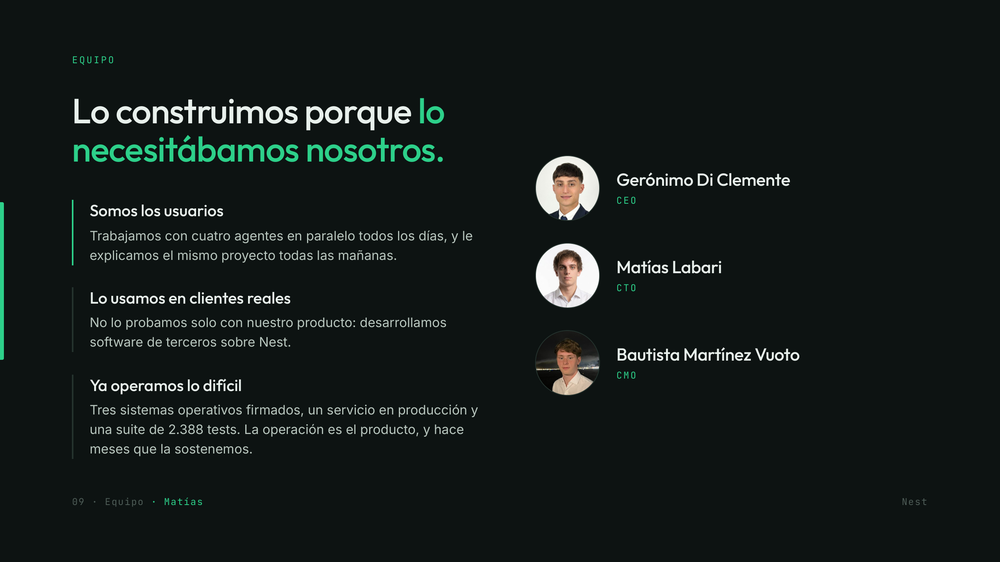 EQUIPO
Lo construimos porque lo
necesitábamos nosotros.
Somos los usuarios
Trabajamos con cuatro agentes en paralelo todos los días, y le
explicamos el mismo proyecto todas las mañanas.
Lo usamos en clientes reales
No lo probamos solo con nuestro producto: desarrollamos
software de terceros sobre Nest.
Ya operamos lo difícil
Tres sistemas operativos firmados, un servicio en producción y
una suite de 2.388 tests. La operación es el producto, y hace
meses que la sostenemos.
Gerónimo Di Clemente
CEO
Matías Labari
CTO
Bautista Martínez Vuoto
CMO
09 · Equipo · Matías
Nest